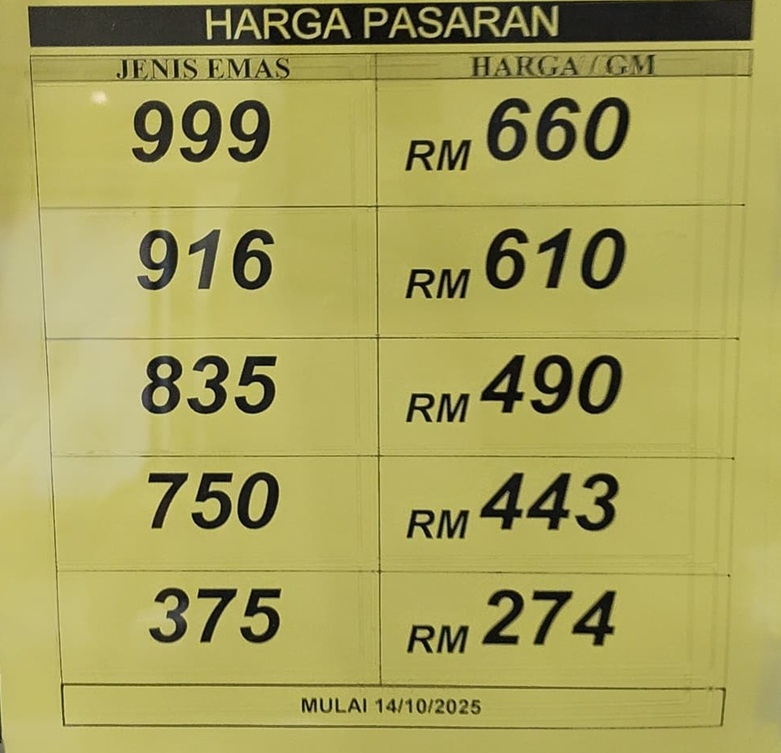 HARGA PASARAN
JENIS EMAS HARGA / GM
999 RM 660
916 RM 610
835 RM 490
750 RM 443
375 RM 274
MULAI 14/10/2025